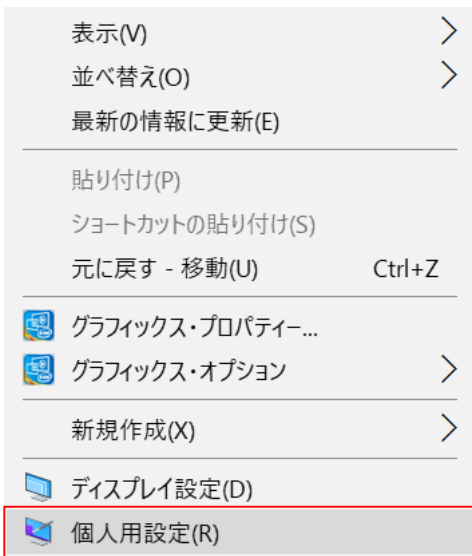 表示(V)
並べ替え(O)
最新の情報に更新(E)
貼り付け(P)
ショートカットの貼り付け(S)
元に戻す - 移動(U) Ctrl+Z
グラフィックス・プロパティー...
グラフィックス・オプション
新規作成(X)
ディスプレイ設定(D)
個人用設定(R)